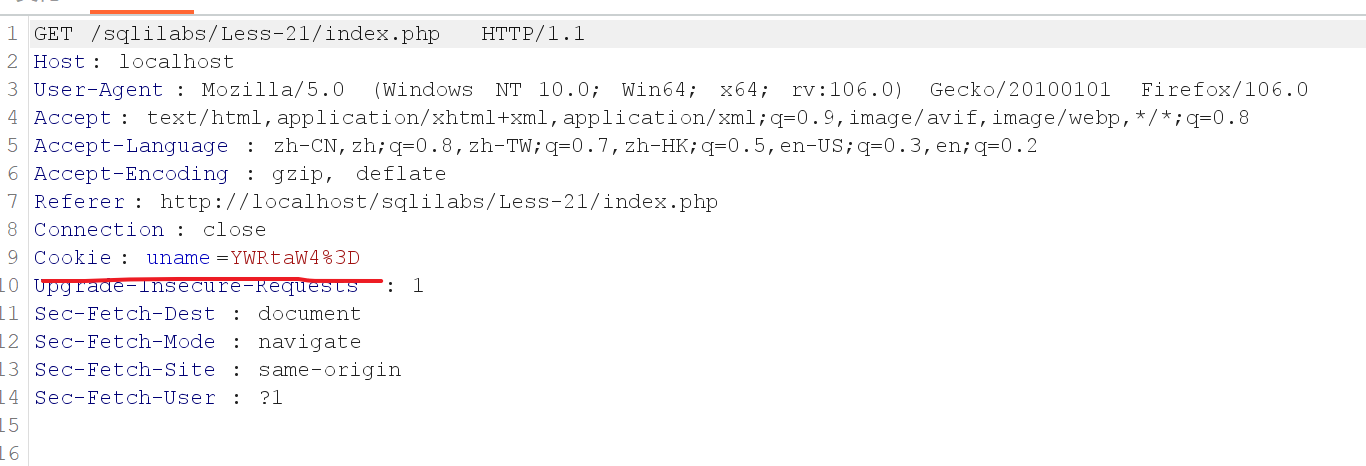 1 GET /sqlilabs/Less-21/index.php HTTP/1.1
2 Host: localhost
3 User-Agent: Mozilla/5.0 (Windows NT 10.0; Win64; x64; rv:106.0) Gecko/20100101 Firefox/106.0
4 Accept: text/html,application/xhtml+xml,application/xml;q=0.9,image/avif,image/webp,*/*;q=0.8
5 Accept-Language: zh-CN,zh;q=0.8,zh-TW;q=0.7,zh-HK;q=0.5,en-US;q=0.3,en;q=0.2
6 Accept-Encoding: gzip, deflate
7 Referer: http://localhost/sqlilabs/Less-21/index.php
8 Connection: close
9 Cookie: uname=YWRtaW4%3D
10 Upgrade-Insecure-Requests: 1
11 Sec-Fetch-Dest: document
12 Sec-Fetch-Mode: navigate
13 Sec-Fetch-Site: same-origin
14 Sec-Fetch-User: ?1
15
16